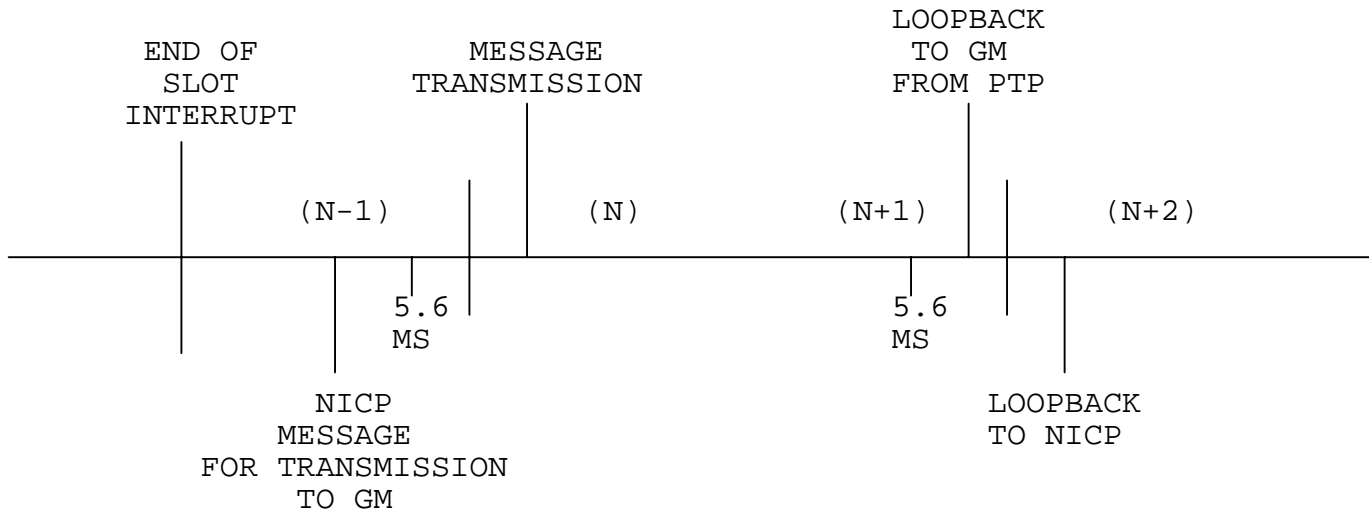 END OF
SLOT
INTERRUPT
MESSAGE
TRANSMISSION
LOOPBACK
TO GM
FROM PTP
(N-1)
(N)
(N+1)
(N+2)
5.6
MS
5.6
MS
NICP
MESSAGE
FOR TRANSMISSION
TO GM
LOOPBACK
TO NICP